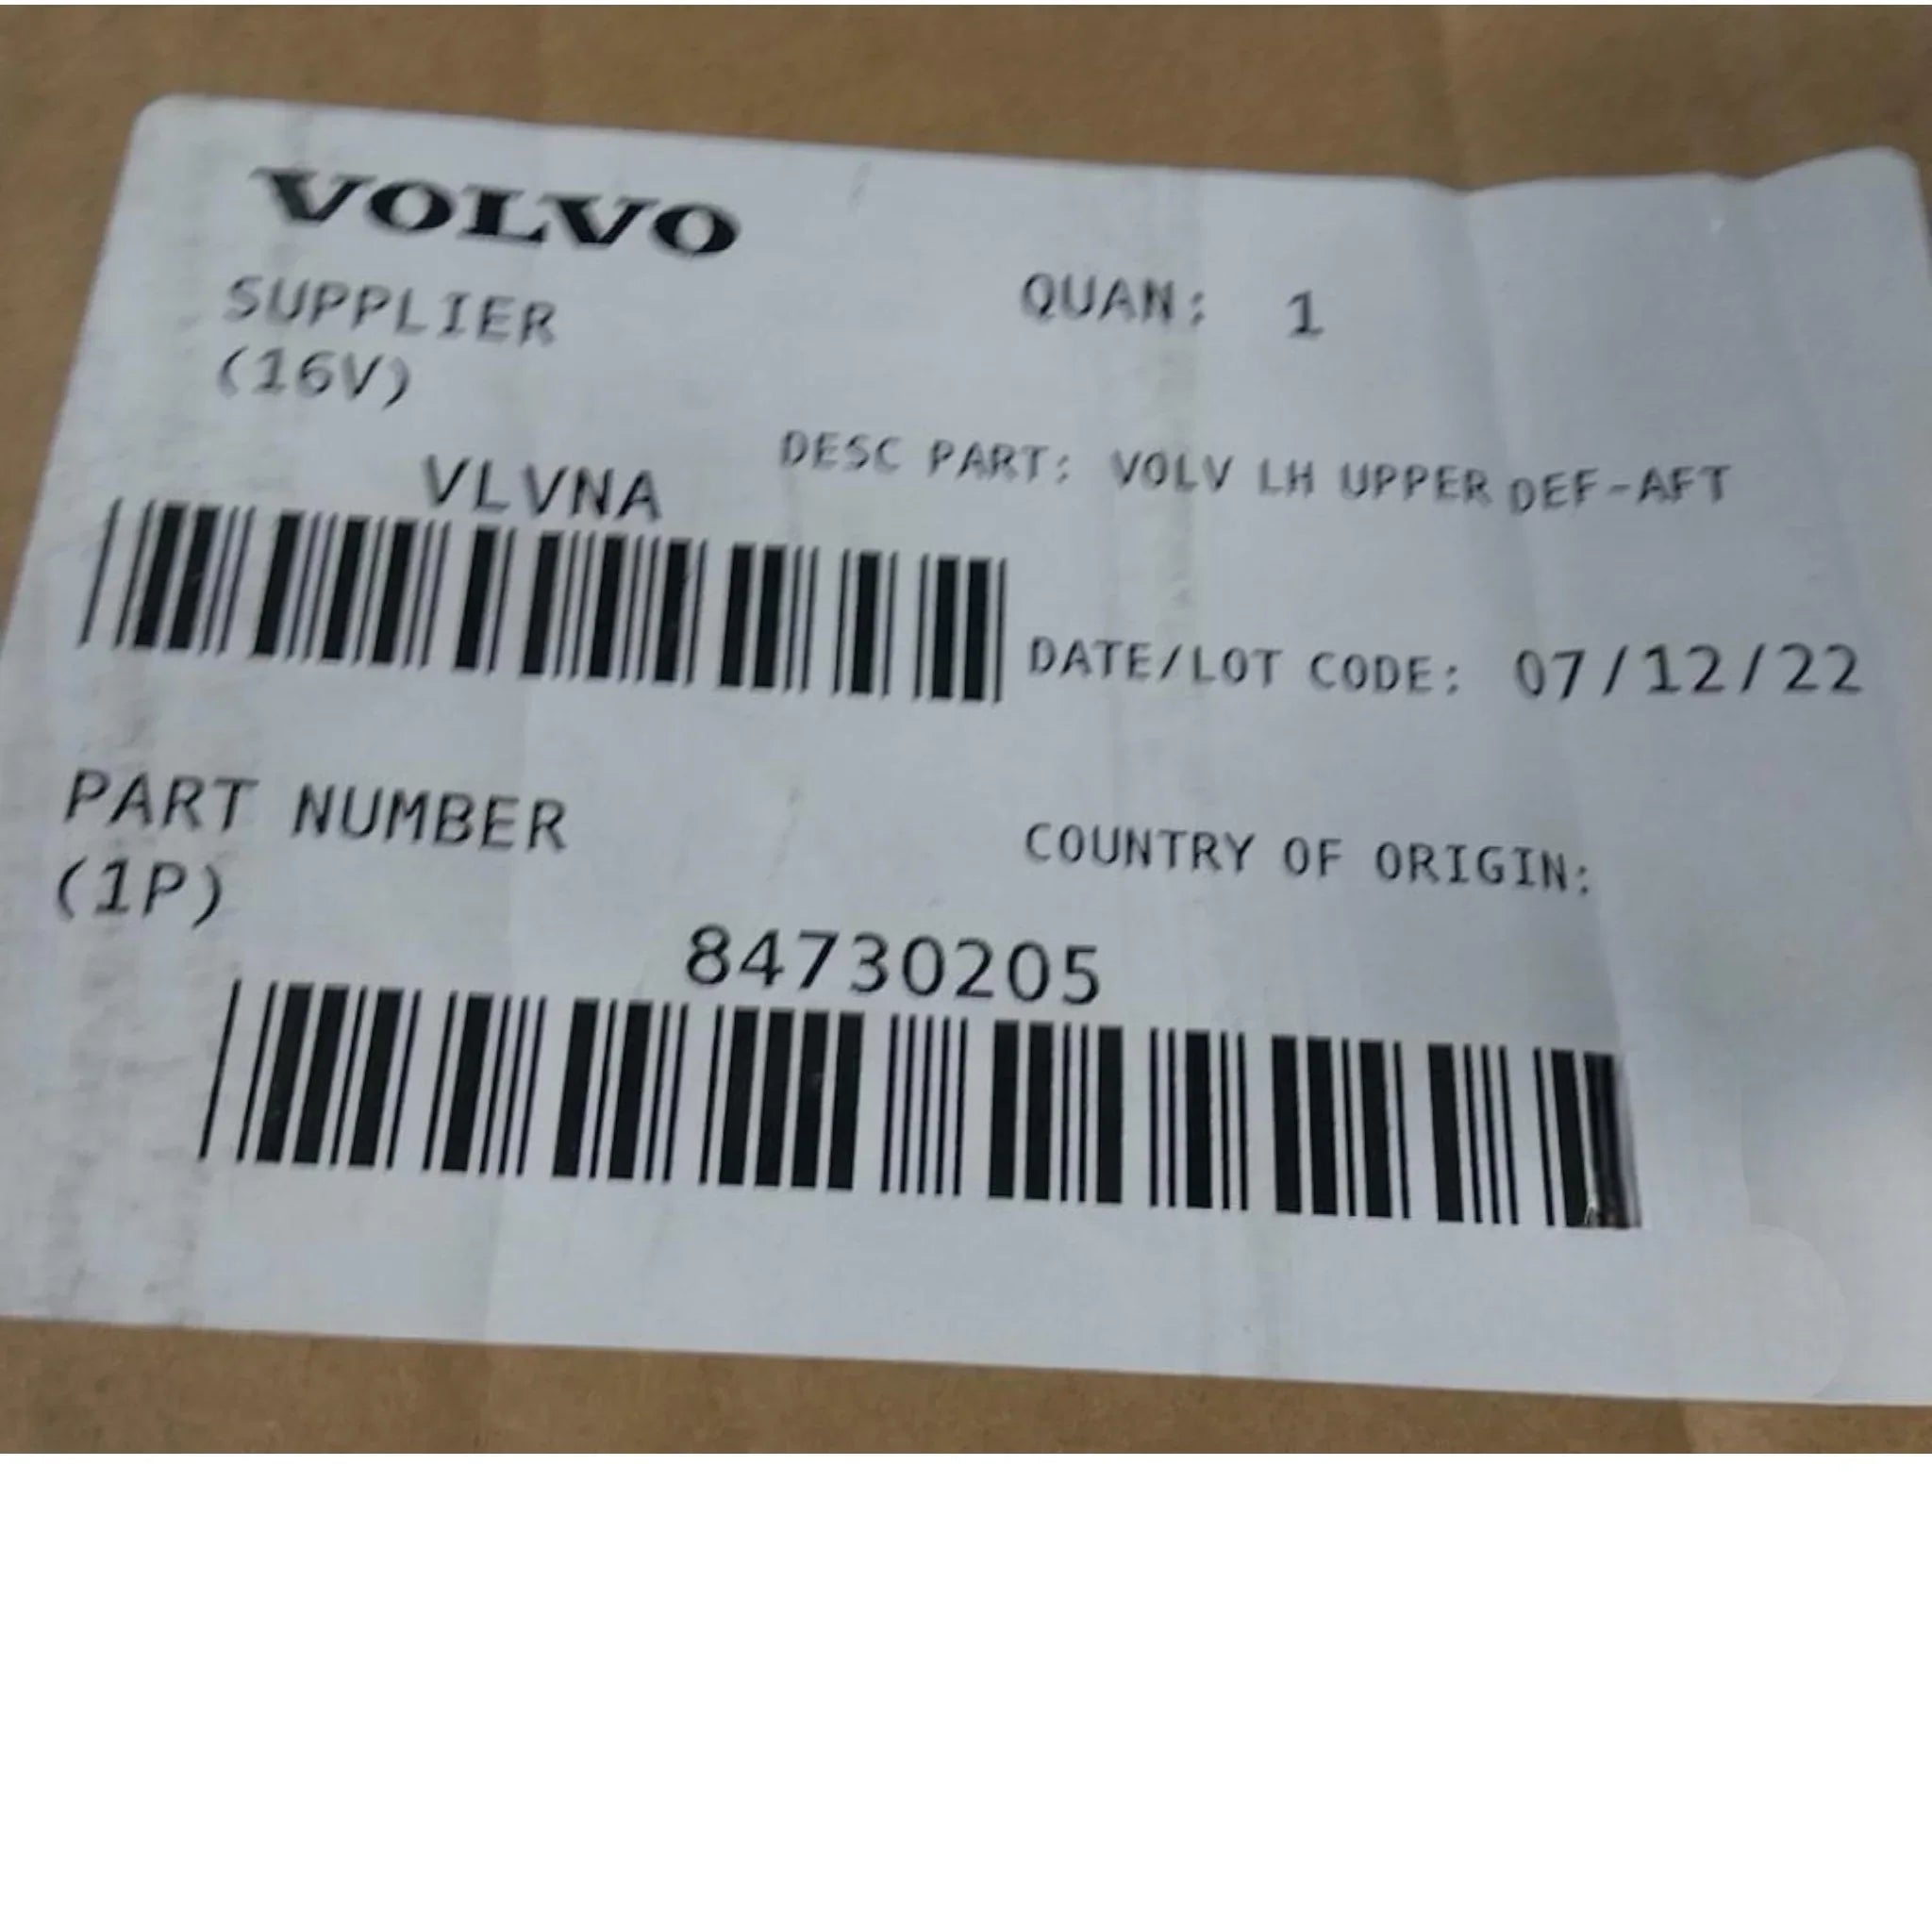 VOLVO
SUPPLIER
(16V)
QUAN: 1
VLVNA
DESC PART: VOLV LH UPPER DEF-AFT
DATE/LOT CODE: 07/12/22
PART NUMBER
(1P)
COUNTRY OF ORIGIN:
84730205